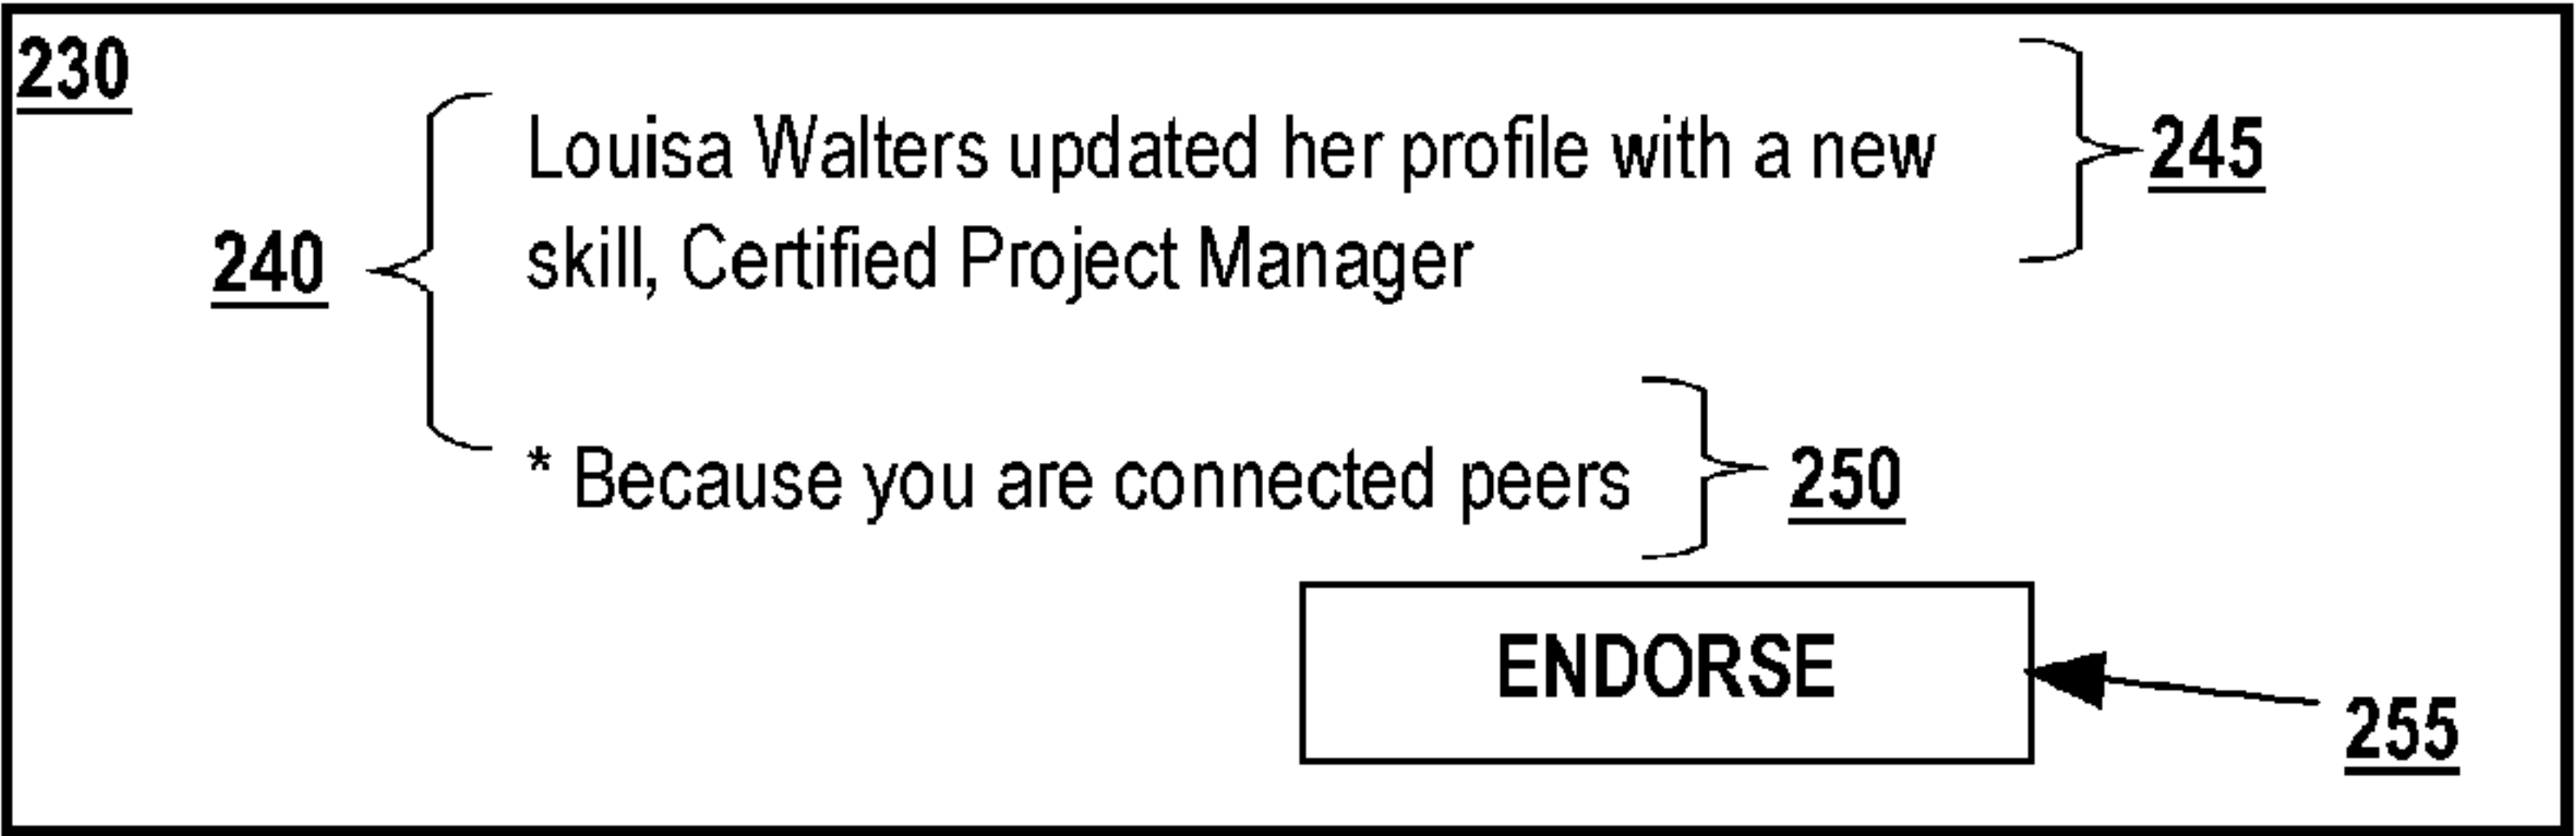 230
Louisa Walters updated her profile with a new
245
skill, Certified Project Manager
240
* Because you are connected peers
250
ENDORSE
255